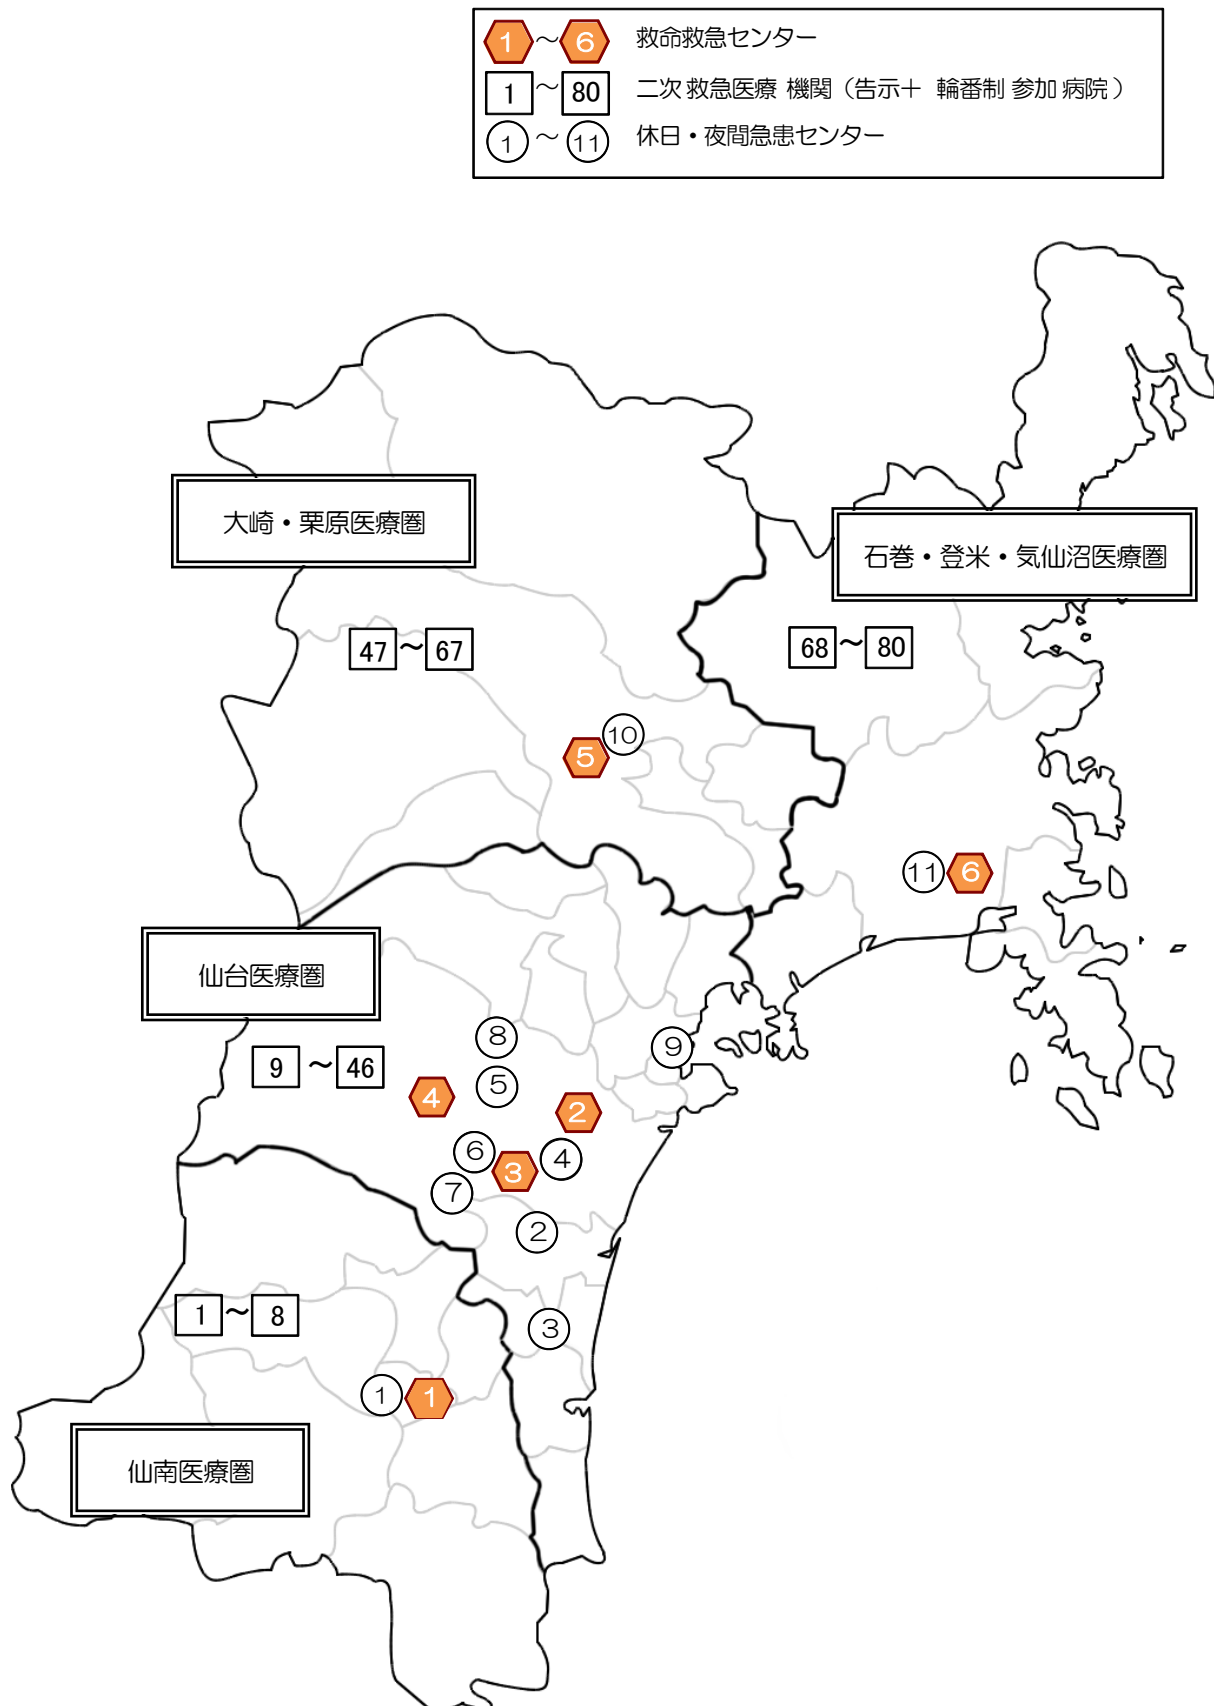 1 ～ 6 救命救急センター
1 ～ 80 二次救急医療 機関（告示＋ 輪番制 参加 病院）
1 ～ 11 休日・夜間急患センター
大崎・栗原医療圏
石巻・登米・気仙沼医療圏
47 ～ 67
68 ～ 80
10
5
11 6
仙台医療圏
8
9
9 ～ 46
5
4
2
6
3
4
7
2
1 ～ 8
3
1 1
仙南医療圏